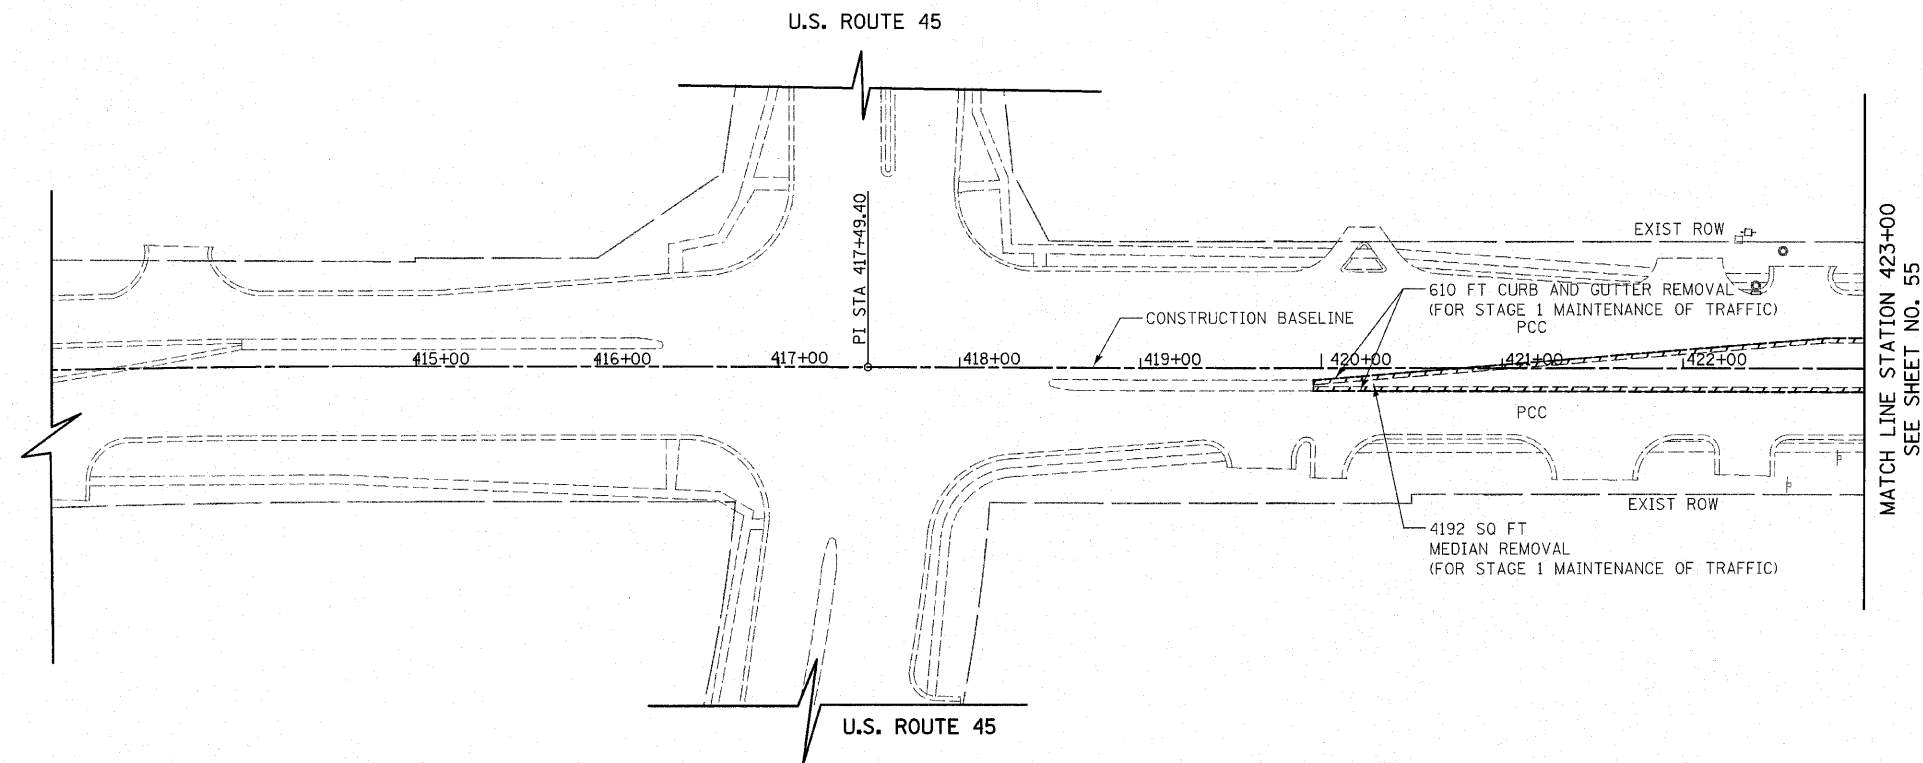 U.S. ROUTE 45
PI STA 417+49.40
EXIST ROW
610 FT CURB AND GUTTER REMOVAL
(FOR STAGE 1 MAINTENANCE OF TRAFFIC)
PCC
CONSTRUCTION BASELINE
415+00
416+00
417+00
418+00
419+00
420+00
421+00
422+00
PCC
EXIST ROW
4192 SQ FT
MEDIAN REMOVAL
(FOR STAGE 1 MAINTENANCE OF TRAFFIC)
U.S. ROUTE 45
MATCH LINE STATION 423+00
SEE SHEET NO. 55